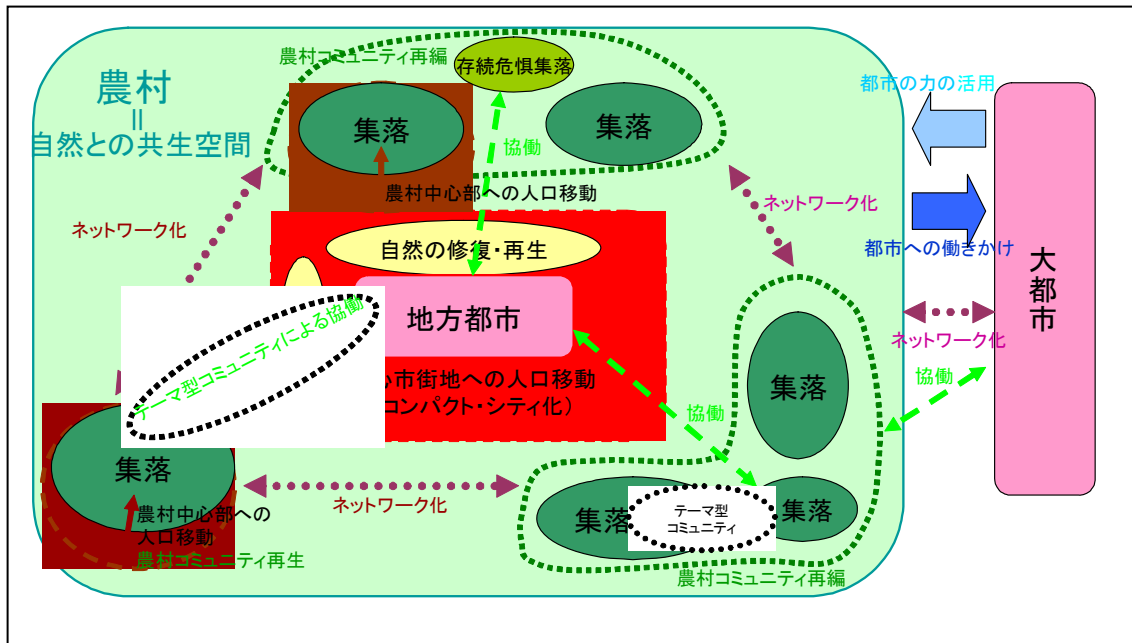 農村コミュニティ再編
存続危惧集落
都市の力の活用
農村
=
自然との共生空間
集落
集落
協働
農村中心部への人口移動
ネットワーク化
ネットワーク化
自然の修復・再生
都市への働きかけ
大都市
地方都市
テーマ型コミュニティによる協働
ネットワーク化
心市街地への人口移動
コンパクト・シティ化)
集落
協働
協働
集落
ネットワーク化
農村中心部への
人口移動
農村コミュニティ再生
集落
テーマ型
コミュニティ
集落
農村コミュニティ再編